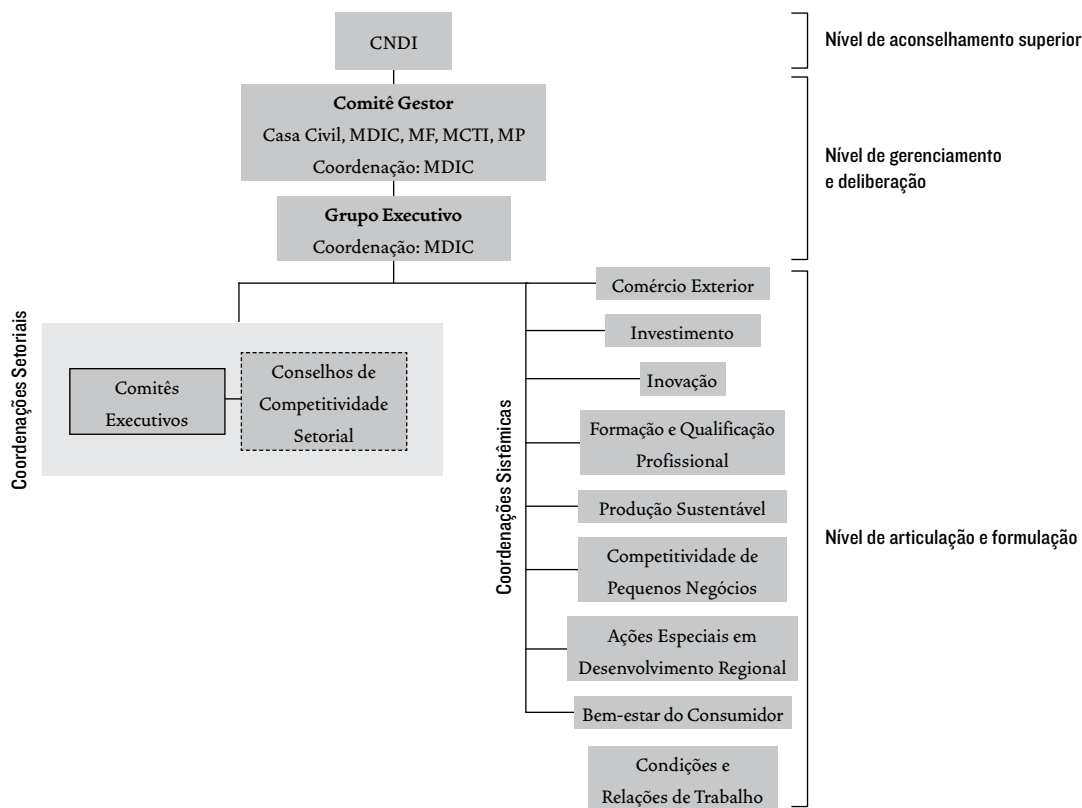 CNDI
Nível de aconselhamento superior
Comitê Gestor
Casa Civil, MDIC, MF, MCTI, MP
Coordenação: MDIC
Nível de gerenciamento
e deliberação
Grupo Executivo
Coordenação: MDIC
Coordenações Setoriais
Comitês
Executivos
Conselhos de
Competitividade
Setorial
Coordenações Sistêmicas
Comércio Exterior
Investimento
Inovação
Formação e Qualificação
Profissional
Produção Sustentável
Competitividade de
Pequenos Negócios
Ações Especiais em
Desenvolvimento Regional
Bem-estar do Consumidor
Condições e
Relações de Trabalho
Nível de articulação e formulação